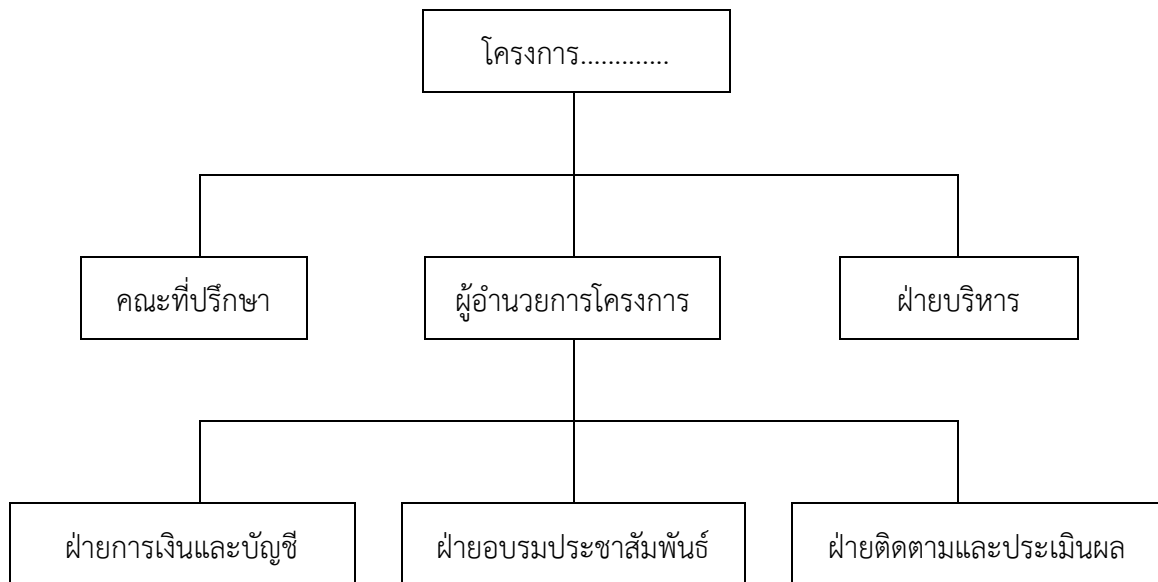 โครงการ.............
คณะที่ปรึกษา
ผู้อำนวยการโครงการ
ฝ่ายบริหาร
ฝ่ายการเงินและบัญชี
ฝ่ายอบรมประชาสัมพันธ์
ฝ่ายติดตามและประเมินผล